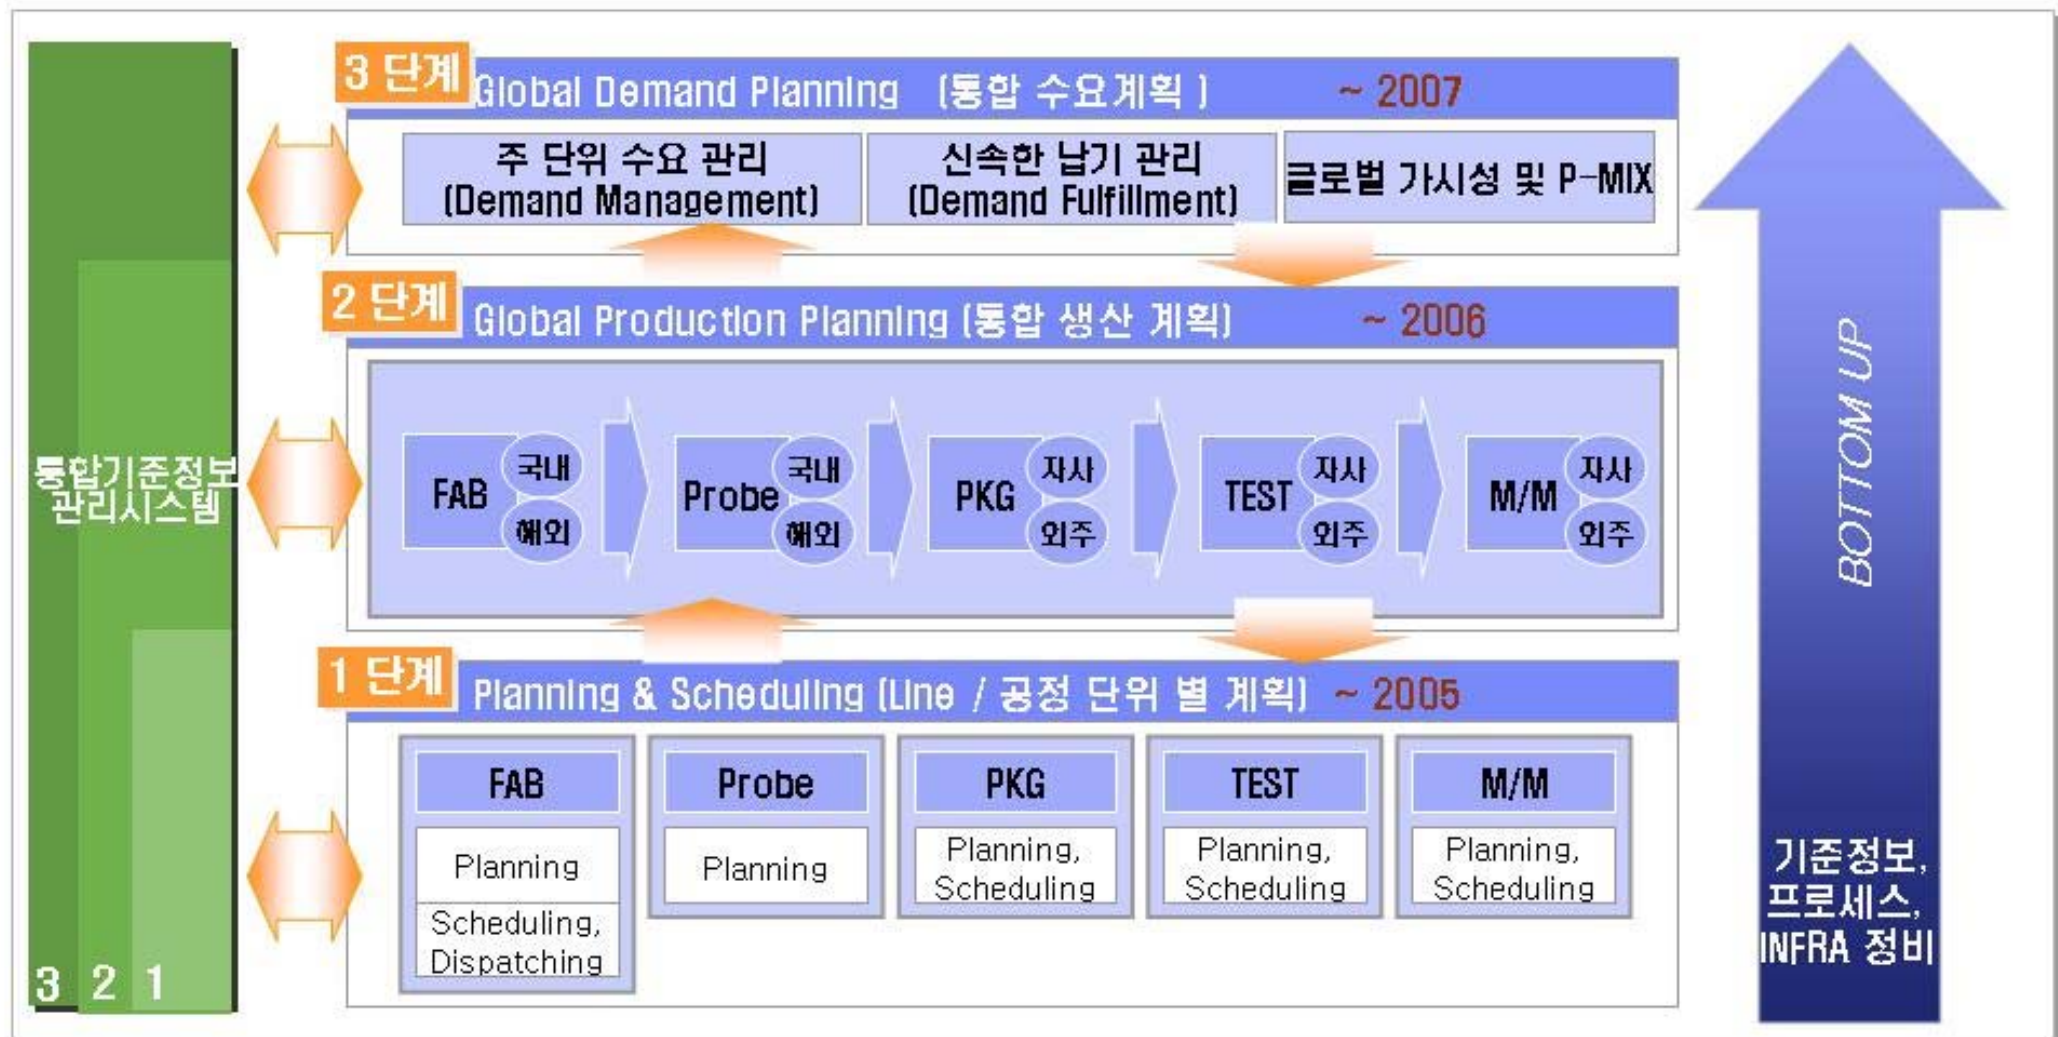 3 단계
Global Demand Planning (통합 수요계획 ) ~ 2007
주 단위 수요 관리
(Demand Management)
신속한 납기 관리
(Demand Fulfillment)
글로벌 가시성 및 P-MIX
2 단계
Global Production Planning (통합 생산 계획) ~ 2006
FAB
국내
해외
Probe
국내
해외
PKG
자사
외주
TEST
자사
외주
M/M
자사
외주
1 단계
Planning & Scheduling (Line / 공정 단위 별 계획) ~ 2005
FAB
Planning
Scheduling,
Dispatching
Probe
Planning
PKG
Planning,
Scheduling
TEST
Planning,
Scheduling
M/M
Planning,
Scheduling
통합기준정보
관리시스템
3 2 1
BOTTOM UP
기준정보,
프로세스,
INFRA 정비